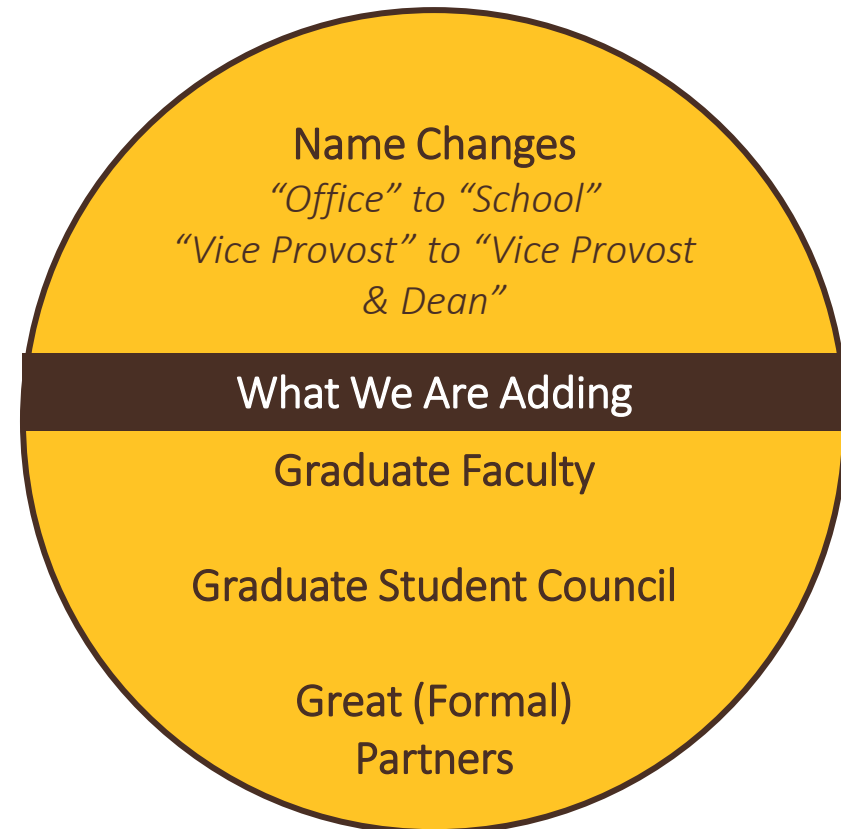 Name Changes
“Office” to “School”
“Vice Provost” to “Vice Provost
& Dean”
What We Are Adding
Graduate Faculty
Graduate Student Council
Great (Formal)
Partners